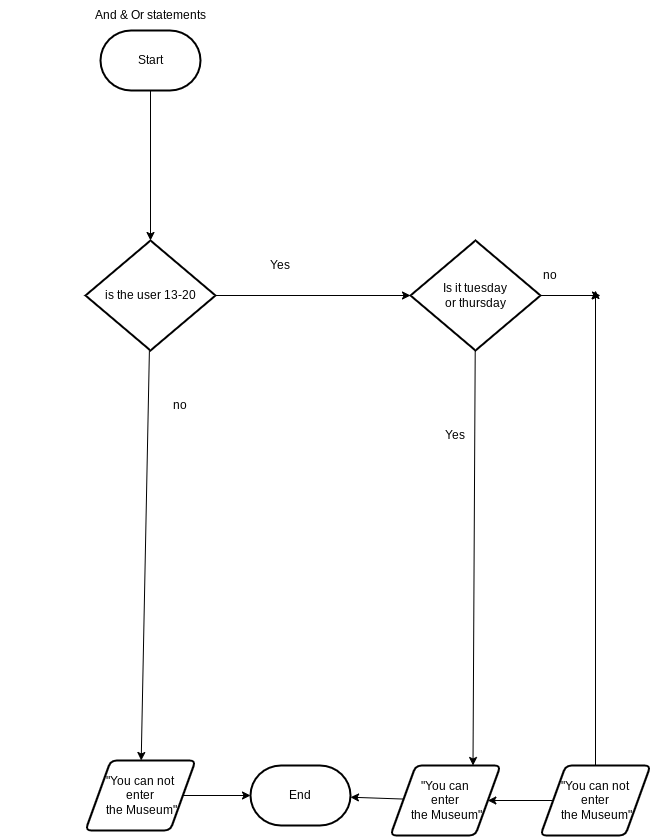 And & Or statements
Start
Yes
is the user 13-20
Is it tuesday
or thursday
no
no
Yes
"You can not
enter
the Museum"
End
"You can
enter
the Museum"
"You can not
enter
the Museum"